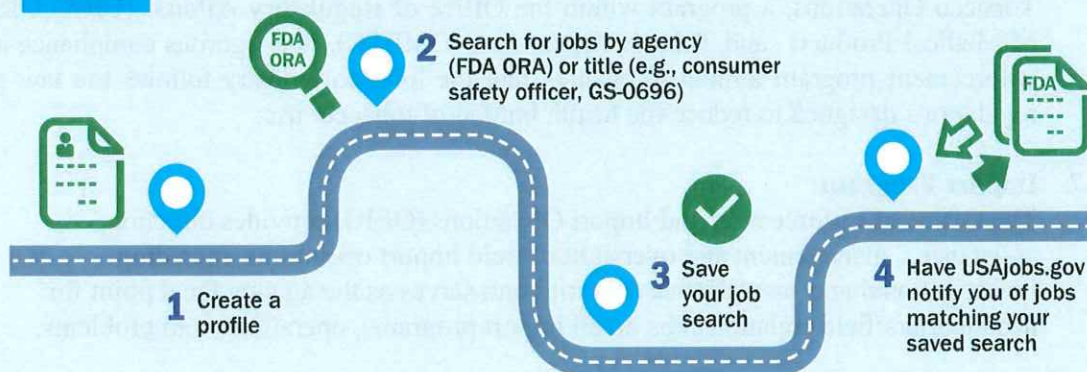 FDA
ORA
2 Search for jobs by agency
(FDA ORA) or title (e.g., consumer
safety officer, GS-0696)
FDA
1 Create a
profile
3 Save
your job
search
4 Have USAjobs.gov
notify you of jobs
matching your
saved search